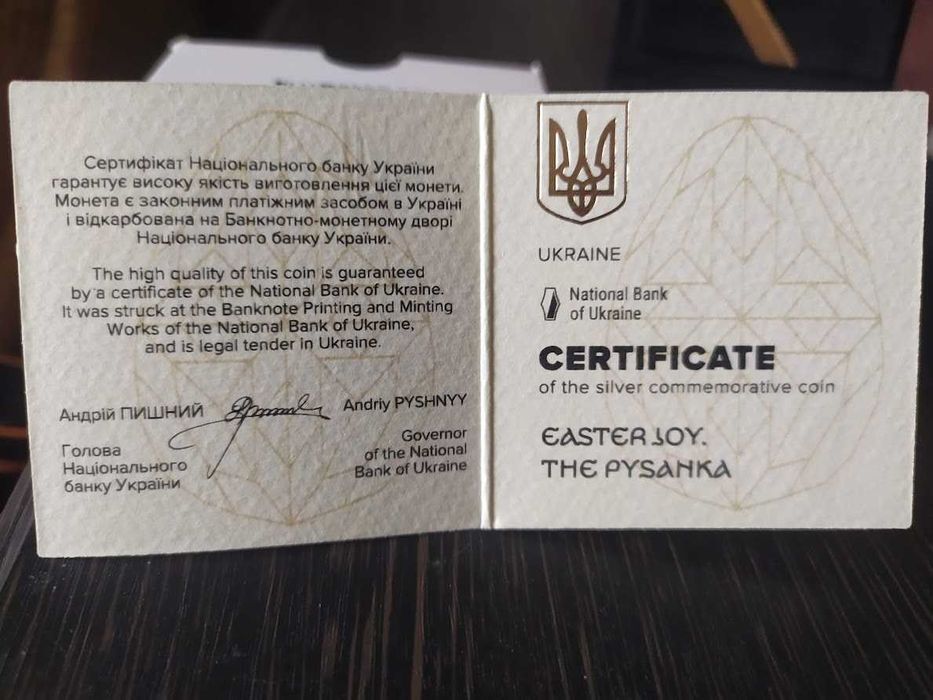 Сертифікат Національного банку України
гарантує високу якість виготовлення цієї монети.
Монета є законним платіжним засобом в Україні
і відкарбована на Банкнотно-монетному дворі
Національного банку України.
The high quality of this coin is guaranteed
by a certificate of the National Bank of Ukraine.
It was struck at the Banknote Printing and Minting
Works of the National Bank of Ukraine,
and is legal tender in Ukraine.
Андрій ПИШНИЙ
Andriy PYSHNYY
Голова
Національного
банку України
Governor
of the National
Bank of Ukraine
UKRAINE
National Bank
of Ukraine
CERTIFICATE
of the silver commemorative coin
EASTER JOY.
THE PYSANKA